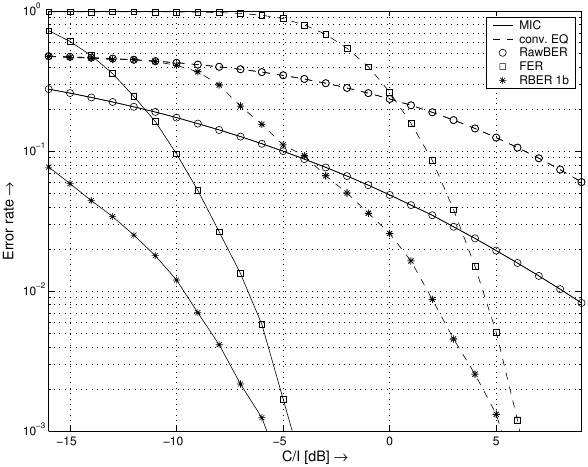 10^0
10^-1
10^-2
10^-3
Error rate →
−15
−10
−5
0
5
C/I [dB] →
MIC
conv. EQ
RawBER
FER
RBER 1b